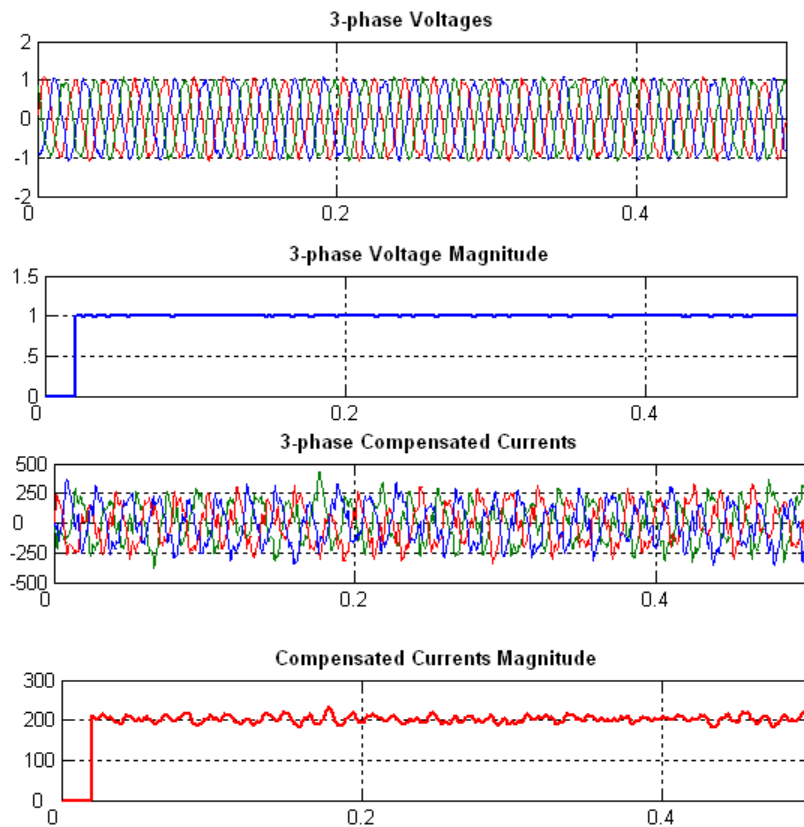 3-phase Voltages
2
1
0
-1
-2
0 0.2 0.4
3-phase Voltage Magnitude
1.5
1
.5
0
0 0.2 0.4
3-phase Compensated Currents
500
250
0
-250
-500
0 0.2 0.4
Compensated Currents Magnitude
300
200
100
0
0 0.2 0.4